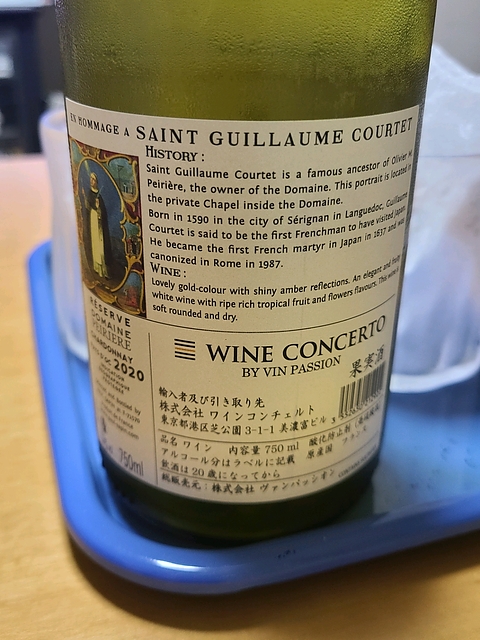 EN HOMMAGE A SAINT GUILLAUME COURTET
HISTORY :
Saint Guillaume Courtet is a famous ancestor of Olivier
Peirière, the owner of the Domaine. This portrait is located in
the private Chapel inside the Domaine.
Born in 1590 in the city of Sérignan in Languedoc, Guillaume
Courtet is said to be the first Frenchman to have visited Japan.
He became the first French martyr in Japan in 1637 and was
canonized in Rome in 1987.
WINE :
Lovely gold-colour with shiny amber reflections. An elegant and fruity
white wine with ripe rich tropical fruit and flowers flavours. This wine is
soft rounded and dry.
RÉSERVE
DOMAINE
PEIRIERE
CHARDONNAY
2020
750ml
WINE CONCERTO
BY VIN PASSION
果実酒
輸入者及び引き取り先
株式会社 ワインコンチェルト
東京都港区芝公園 3-1-1 美濃富ビル 3
品名 ワイン 内容量 750 ml 酸化防止剤
アルコール分はラベルに記載 原産国 フランス
飲酒は 20 歳になってから
総販売元: 株式会社 ヴァンパッシオン